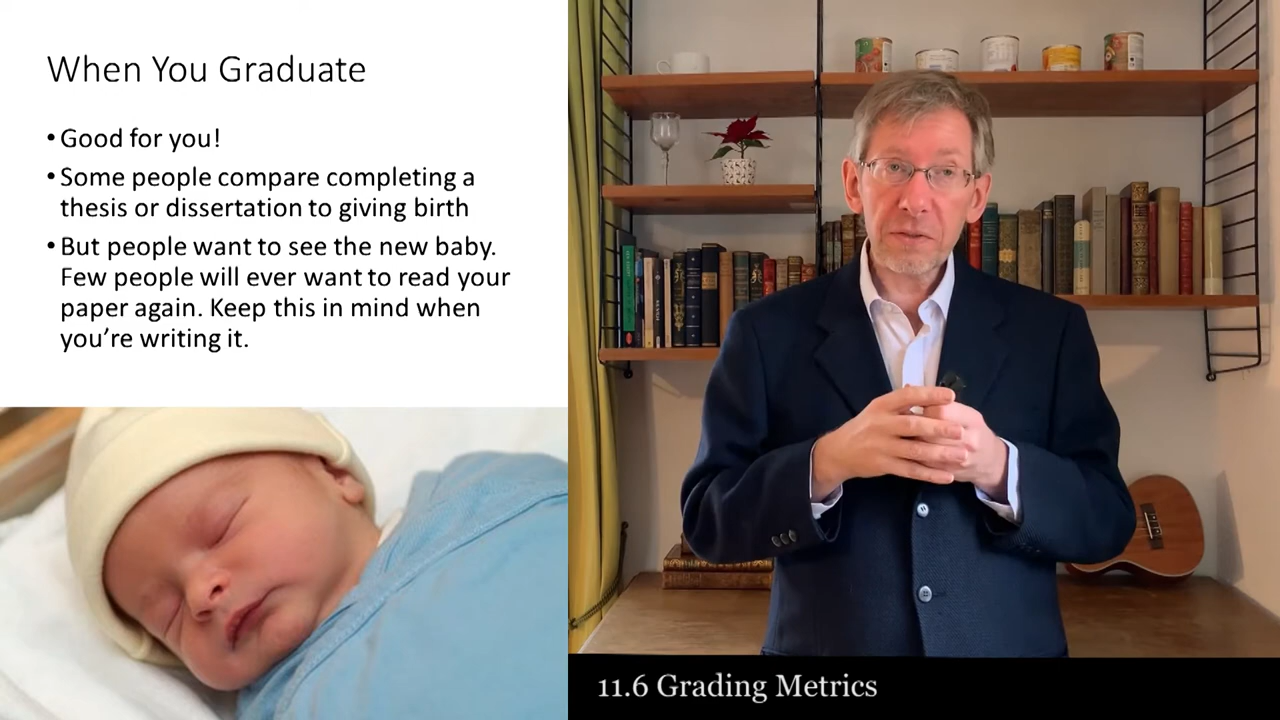 When You Graduate
• Good for you!
• Some people compare completing a
thesis or dissertation to giving birth
• But people want to see the new baby.
Few people will ever want to read your
paper again. Keep this in mind when
you're writing it.
11.6 Grading Metrics